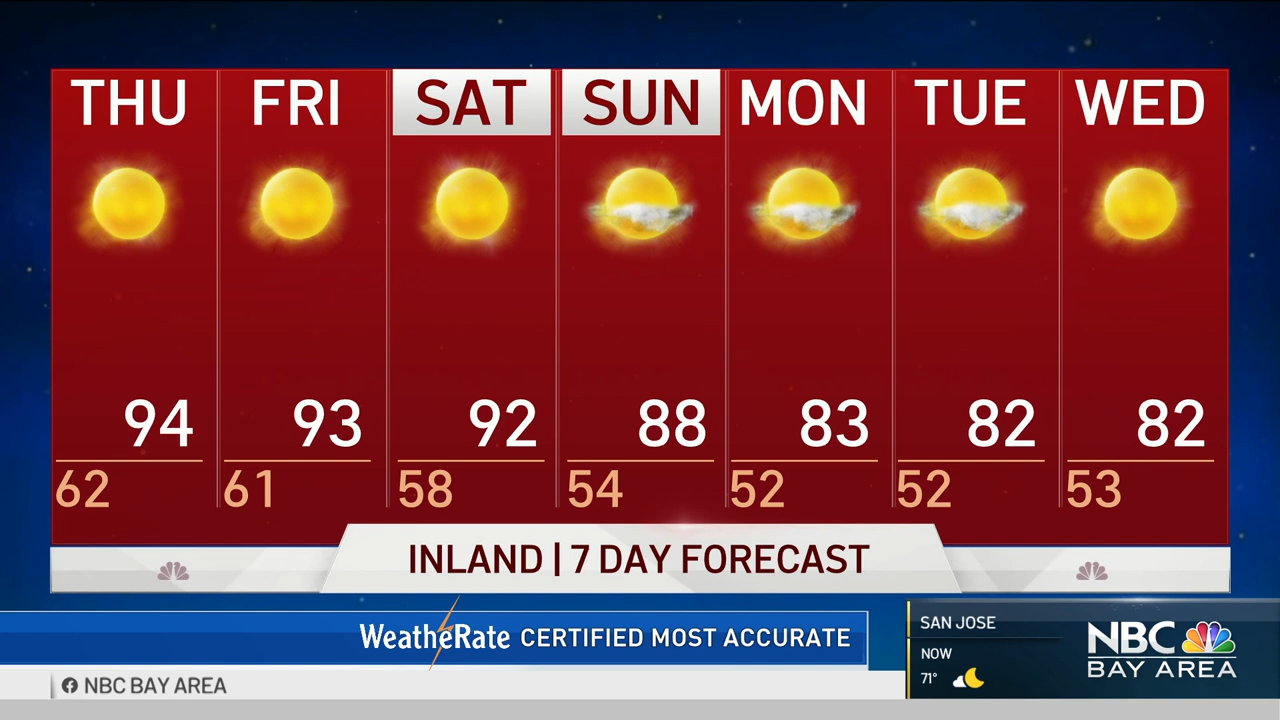 THU FRI SAT SUN MON TUE WED
94 93 92 88 83 82 82
62 61 58 54 52 52 53
INLAND | 7 DAY FORECAST
WeatheRate CERTIFIED MOST ACCURATE
NBC BAY AREA
SAN JOSE
NOW
71°
NBC
BAY AREA